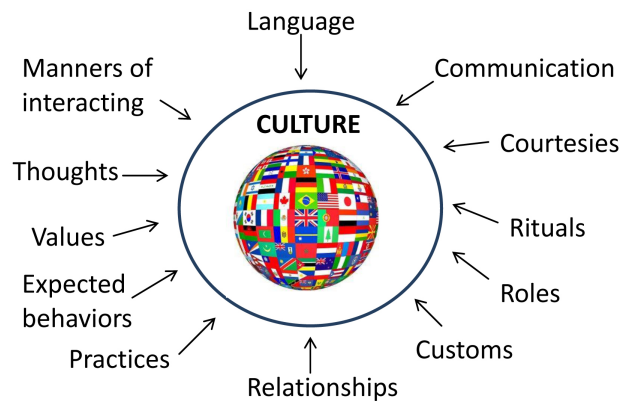 Language
Manners of
interacting
Communication
CULTURE
Courtesies
Thoughts
Rituals
Values
Expected
behaviors
Roles
Practices
Customs
Relationships